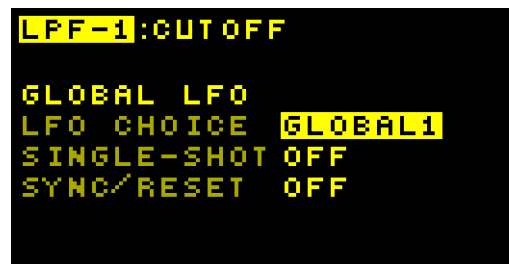 LPF-1:CUTOFF
GLOBAL LFO
LFO CHOICE GLOBAL1
SINGLE-SHOT OFF
SYNC/RESET OFF